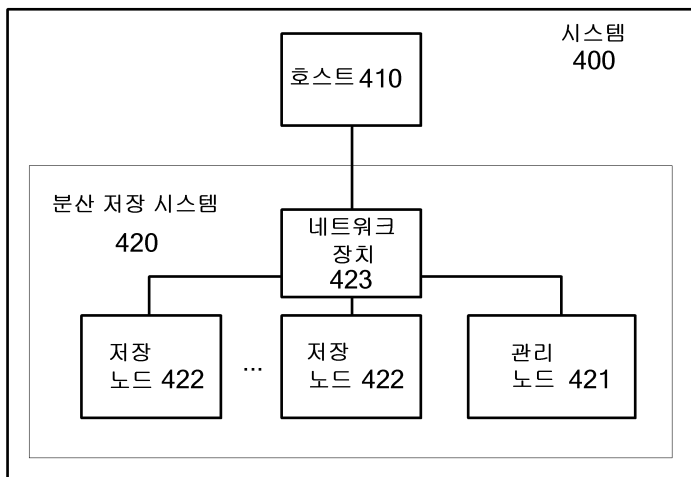 시스템
400
호스트 410
분산 저장 시스템
420
네트워크
장치
423
저장
노드 422
...
저장
노드 422
관리
노드 421